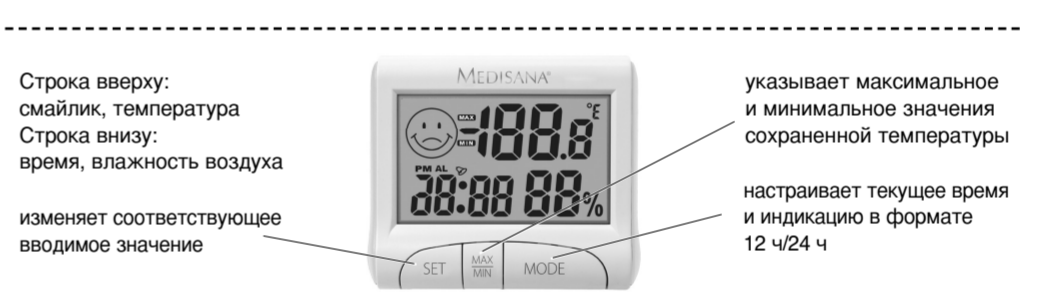 Строка вверху:
смайлик, температура
Строка внизу:
время, влажность воздуха
изменяет соответствующее
вводимое значение
MEDISANA®
MAX
-188.8 °F
MIN
PM AL
28:88 88%
SET
MAX
MIN
MODE
указывает максимальное
и минимальное значения
сохраненной температуры
настраивает текущее время
и индикацию в формате
12 ч/24 ч